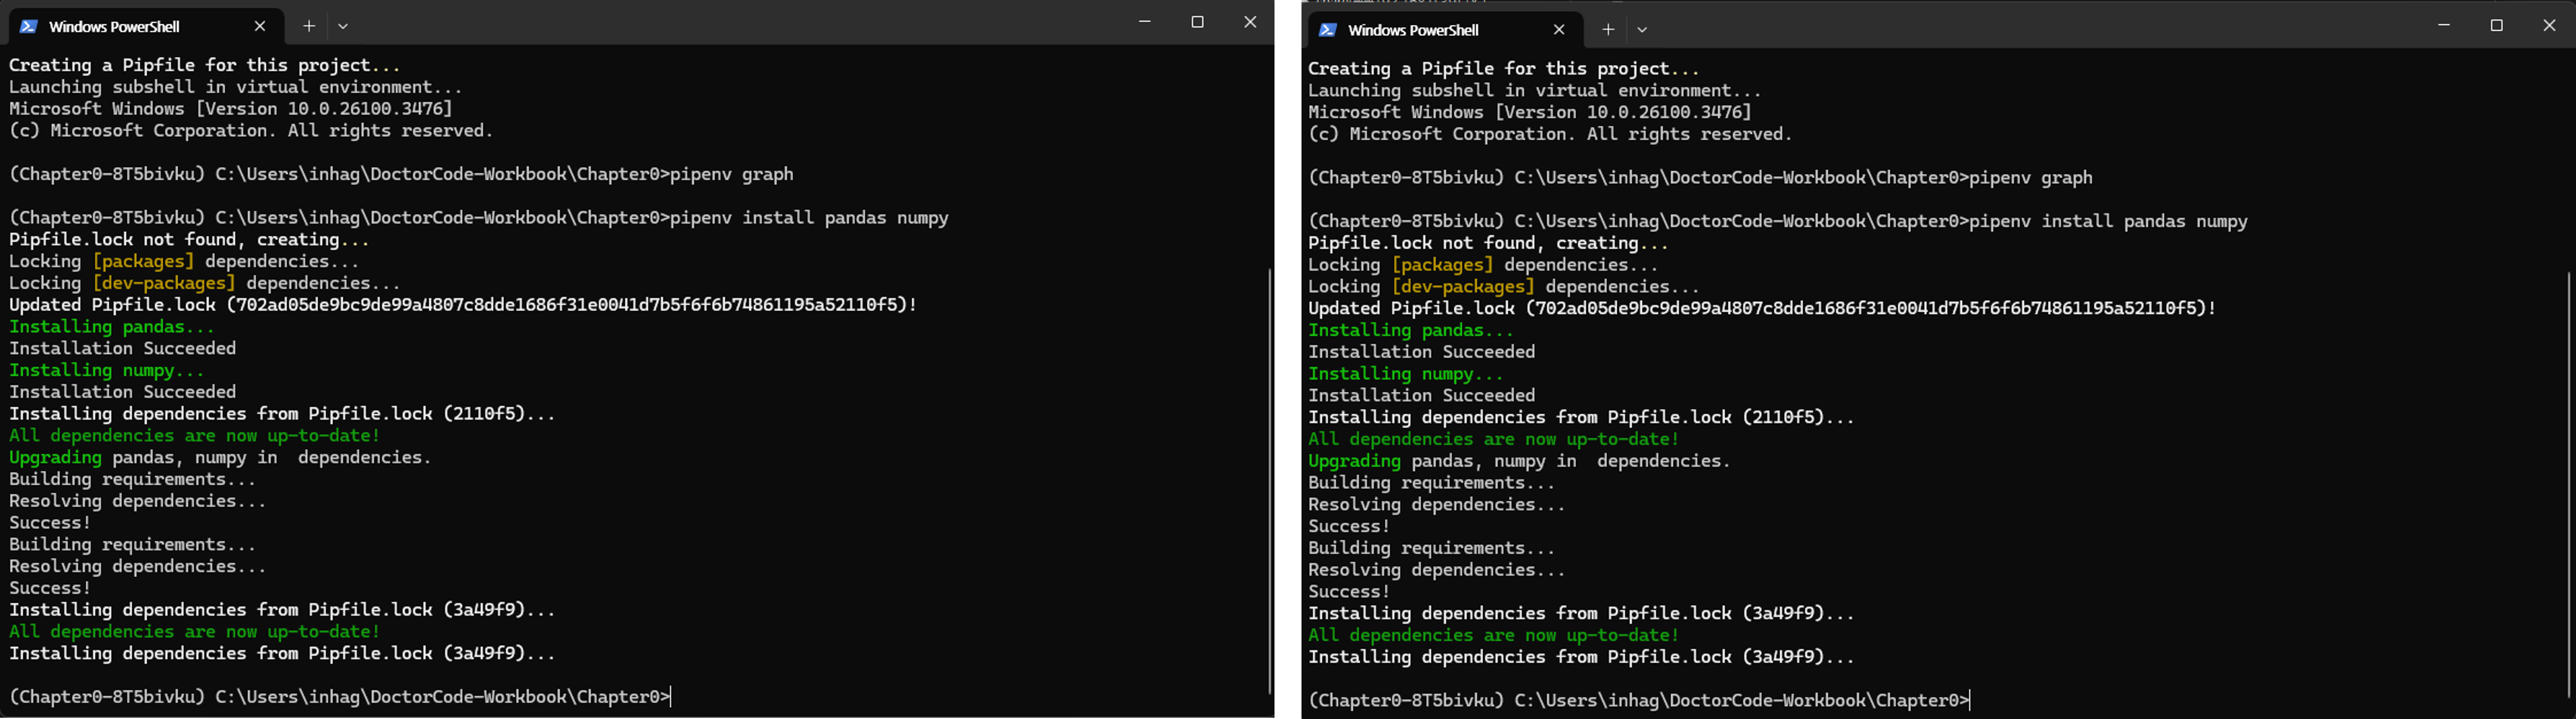 Windows PowerShell
Creating a Pipfile for this project...
Launching subshell in virtual environment...
Microsoft Windows [Version 10.0.26100.3476]
(c) Microsoft Corporation. All rights reserved.
(Chapter0-8T5bivku) C:\Users\inhag\DoctorCode-Workbook\Chapter0>pipenv graph
(Chapter0-8T5bivku) C:\Users\inhag\DoctorCode-Workbook\Chapter0>pipenv install pandas numpy
Pipfile.lock not found, creating...
Locking [packages] dependencies...
Locking [dev-packages] dependencies...
Updated Pipfile.lock (702ad05de9bc9de99a4807c8dde1686f31e0041d7b5f6f6b74861195a52110f5)!
Installing pandas...
Installation Succeeded
Installing numpy...
Installation Succeeded
Installing dependencies from Pipfile.lock (2110f5)...
All dependencies are now up-to-date!
Upgrading pandas, numpy in  dependencies.
Building requirements...
Resolving dependencies...
Success!
Building requirements...
Resolving dependencies...
Success!
Installing dependencies from Pipfile.lock (3a49f9)...
All dependencies are now up-to-date!
Installing dependencies from Pipfile.lock (3a49f9)...
(Chapter0-8T5bivku) C:\Users\inhag\DoctorCode-Workbook\Chapter0>
Windows PowerShell
Creating a Pipfile for this project...
Launching subshell in virtual environment...
Microsoft Windows [Version 10.0.26100.3476]
(c) Microsoft Corporation. All rights reserved.
(Chapter0-8T5bivku) C:\Users\inhag\DoctorCode-Workbook\Chapter0>pipenv graph
(Chapter0-8T5bivku) C:\Users\inhag\DoctorCode-Workbook\Chapter0>pipenv install pandas numpy
Pipfile.lock not found, creating...
Locking [packages] dependencies...
Locking [dev-packages] dependencies...
Updated Pipfile.lock (702ad05de9bc9de99a4807c8dde1686f31e0041d7b5f6f6b74861195a52110f5)!
Installing pandas...
Installation Succeeded
Installing numpy...
Installation Succeeded
Installing dependencies from Pipfile.lock (2110f5)...
All dependencies are now up-to-date!
Upgrading pandas, numpy in  dependencies.
Building requirements...
Resolving dependencies...
Success!
Building requirements...
Resolving dependencies...
Success!
Installing dependencies from Pipfile.lock (3a49f9)...
All dependencies are now up-to-date!
Installing dependencies from Pipfile.lock (3a49f9)...
(Chapter0-8T5bivku) C:\Users\inhag\DoctorCode-Workbook\Chapter0>